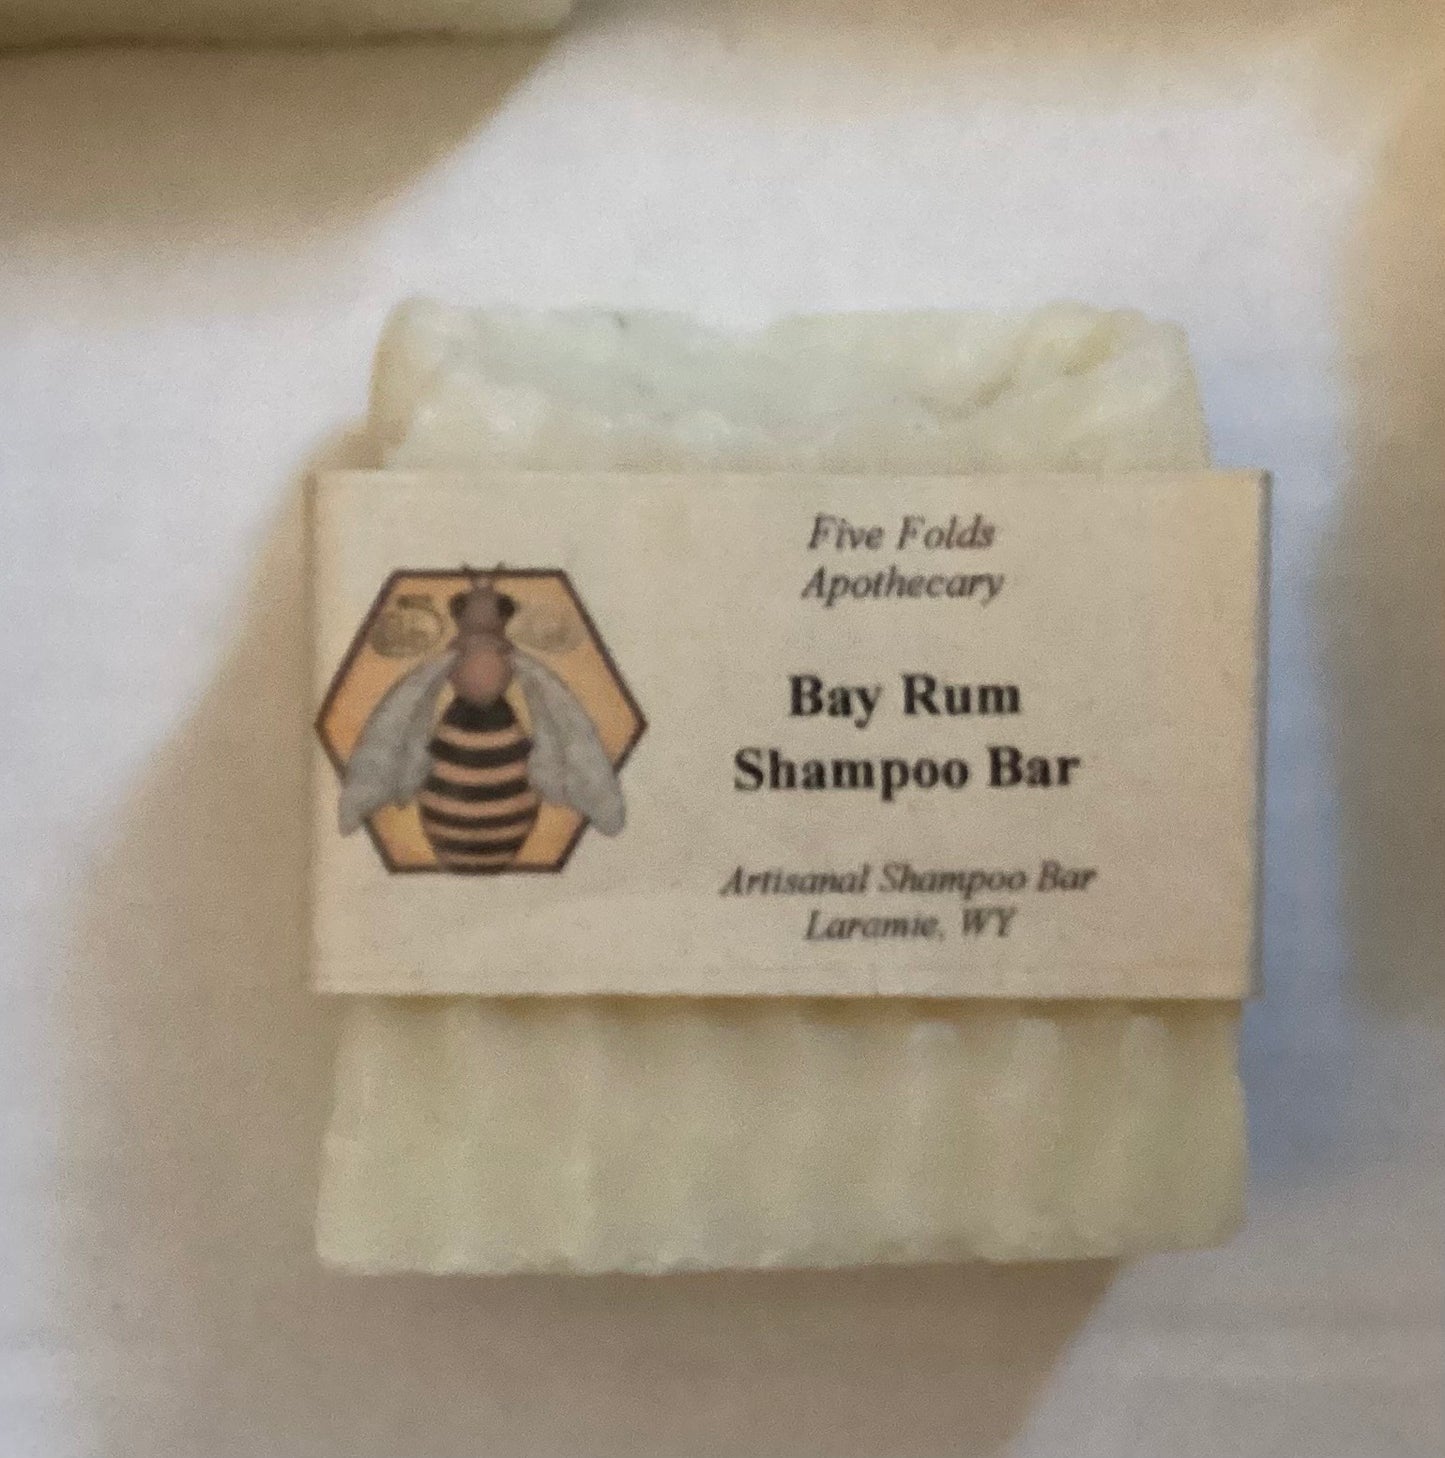 Five Folds
Apothecary
Bay Rum
Shampoo Bar
Artisanal Shampoo Bar
Laramie, WY